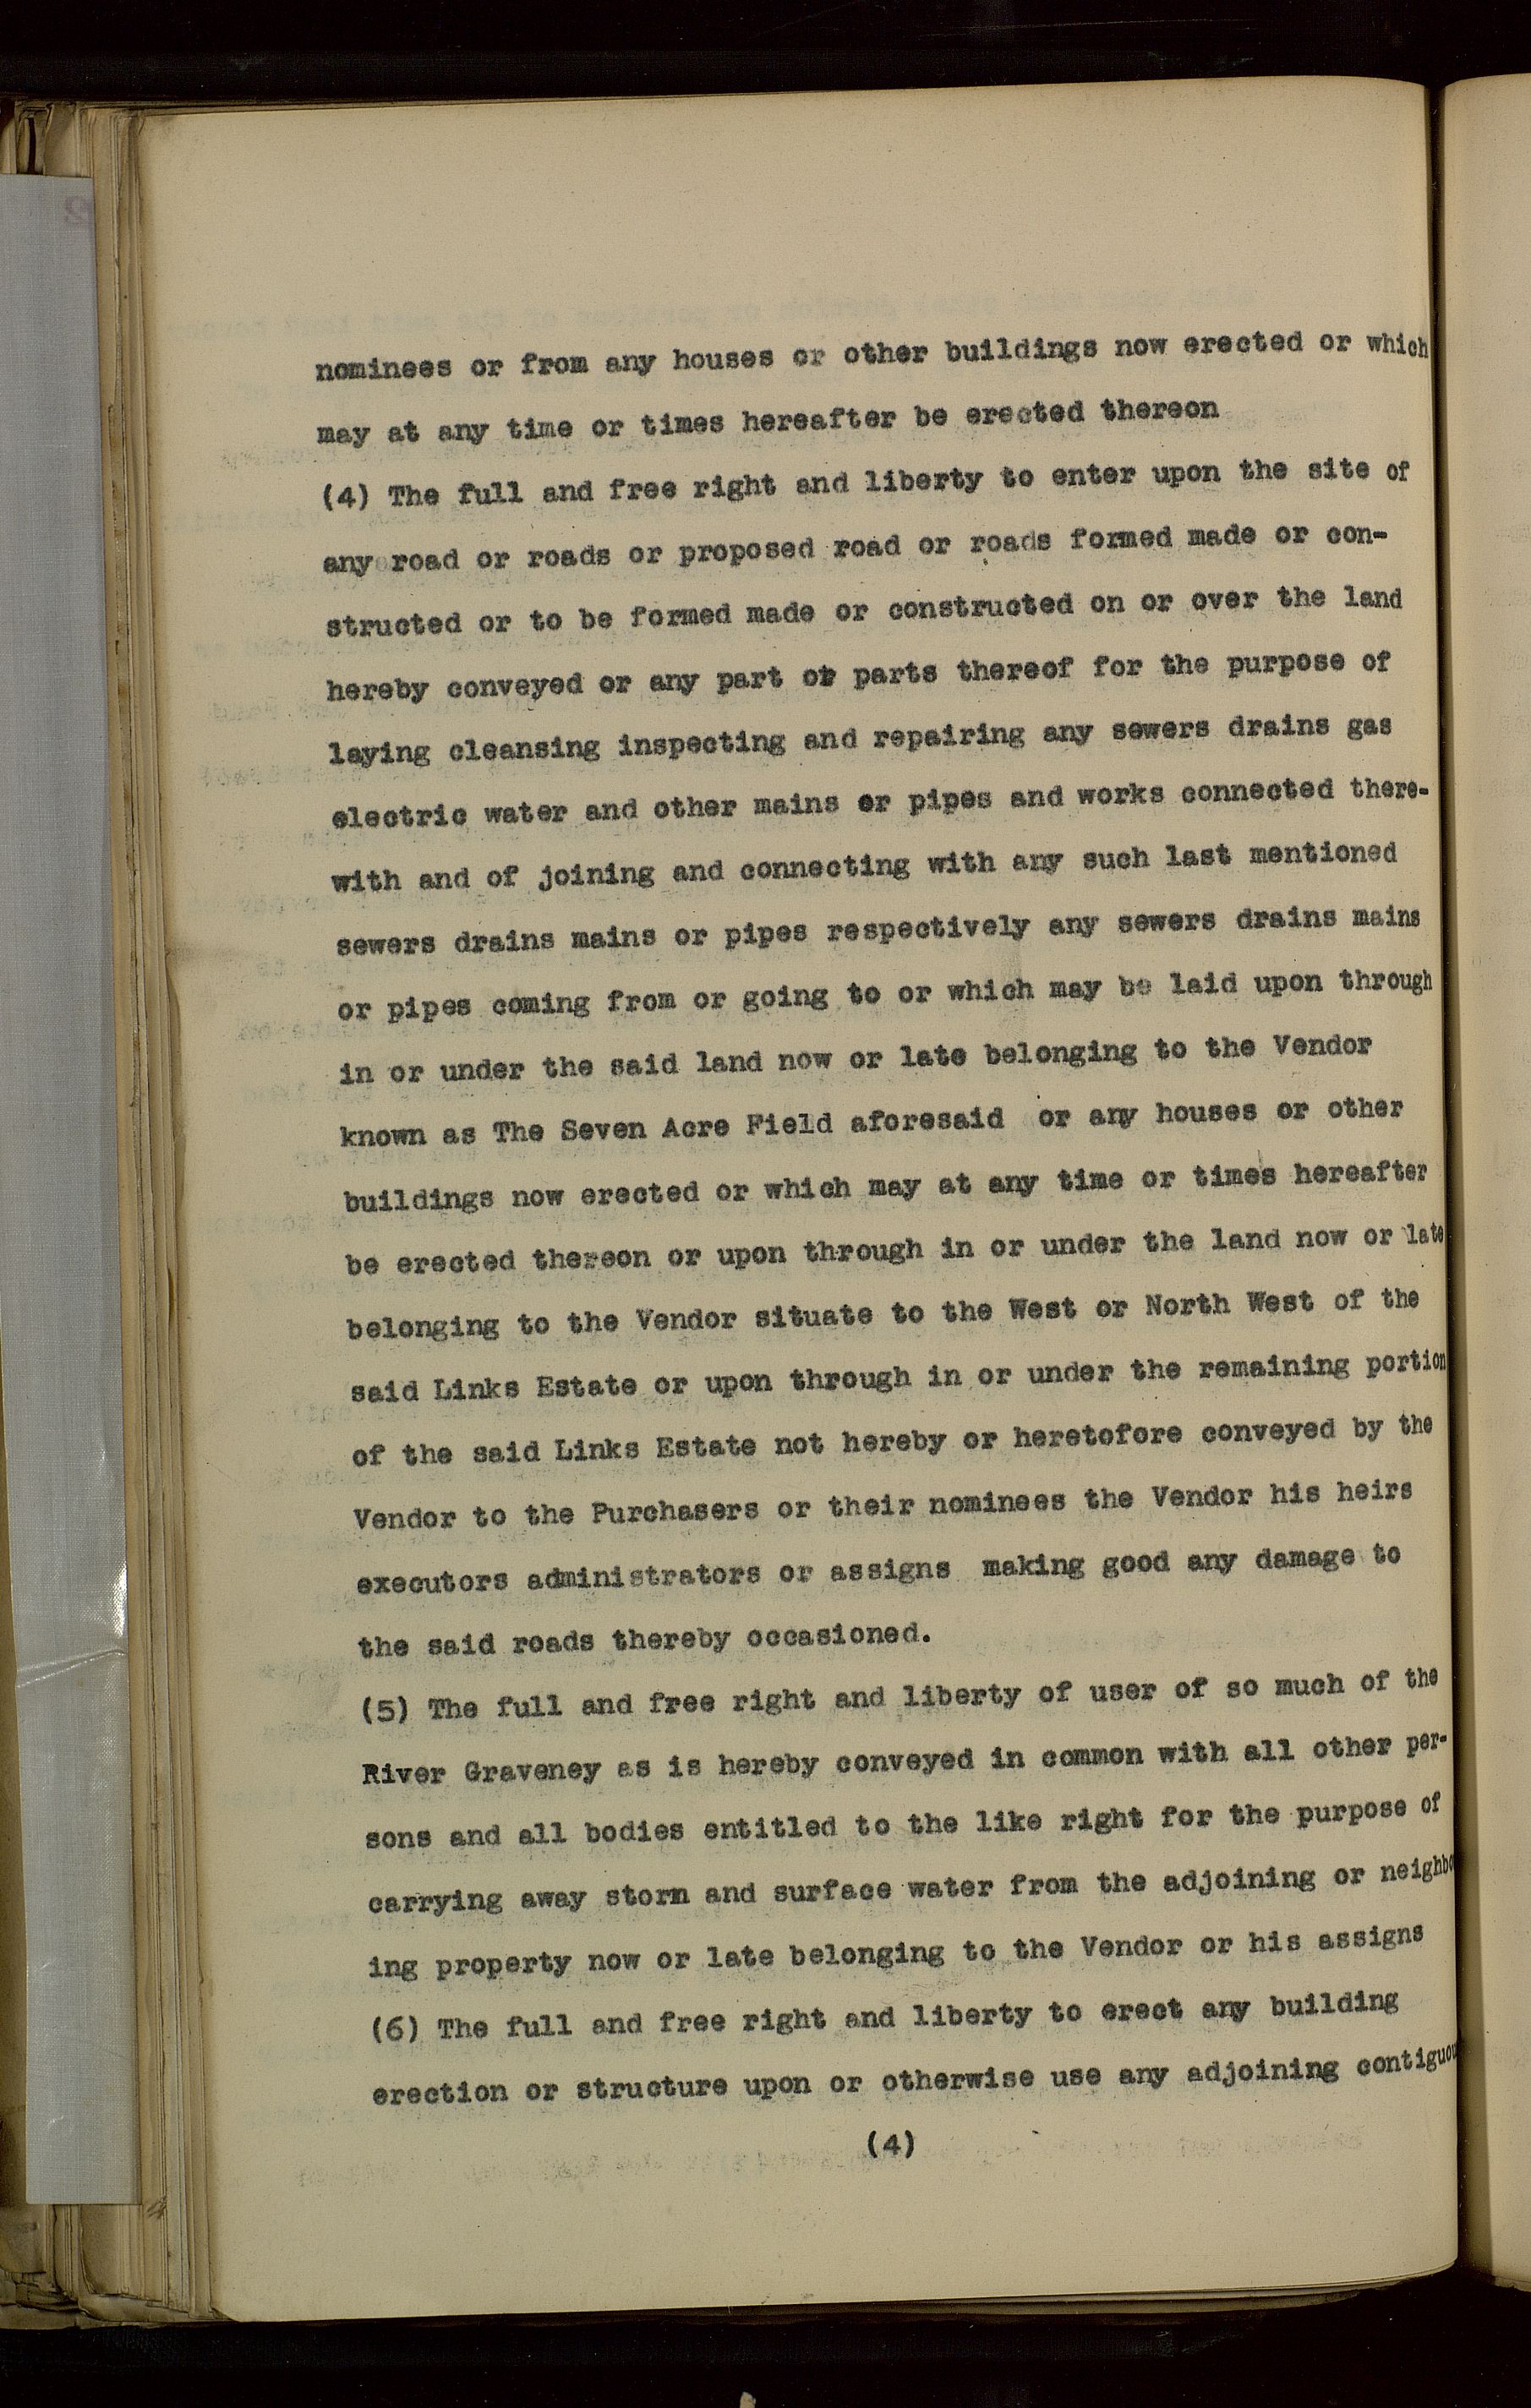 nominees or from any houses or other buildings now erected or which
may at any time or times hereafter be erected thereon
(4) The full and free right and liberty to enter upon the site of
any road or roads or proposed road or roads formed made or con-
structed or to be formed made or constructed on or over the land
hereby conveyed or any part or parts thereof for the purpose of
laying cleansing inspecting and repairing any sewers drains gas
electric water and other mains or pipes and works connected there-
with and of joining and connecting with any such last mentioned
sewers drains mains or pipes respectively any sewers drains mains
or pipes coming from or going to or which may be laid upon through
in or under the said land now or late belonging to the Vendor
known as The Seven Acre Field aforesaid or any houses or other
buildings now erected or which may at any time or times hereafter
be erected thereon or upon through in or under the land now or late
belonging to the Vendor situate to the West or North West of the
said Links Estate or upon through in or under the remaining portion
of the said Links Estate not hereby or heretofore conveyed by the
Vendor to the Purchasers or their nominees the Vendor his heirs
executors administrators or assigns making good any damage to
the said roads thereby occasioned.
(5) The full and free right and liberty of user of so much of the
River Graveney as is hereby conveyed in common with all other per-
sons and all bodies entitled to the like right for the purpose of
carrying away storm and surface water from the adjoining or neighbo
ing property now or late belonging to the Vendor or his assigns
(6) The full and free right and liberty to erect any building
erection or structure upon or otherwise use any adjoining contiguou
(4)